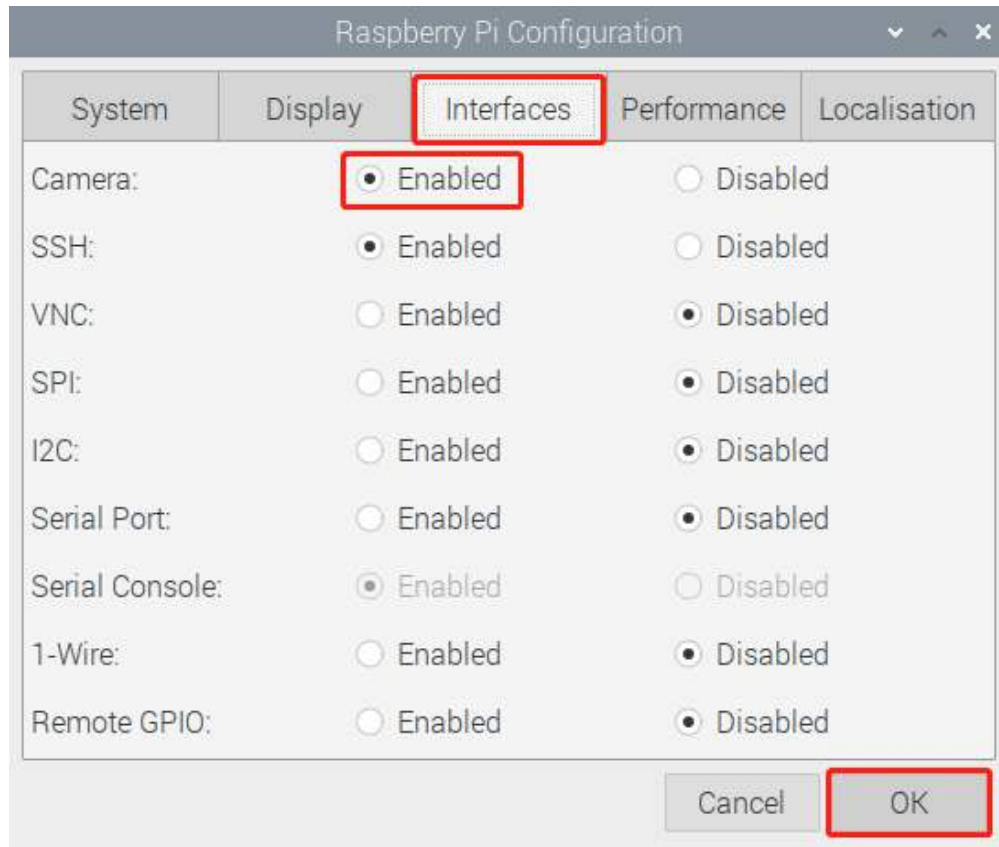 Raspberry Pi Configuration
System Display Interfaces Performance Localisation
Camera: Enabled Disabled
SSH: Enabled Disabled
VNC: Enabled Disabled
SPI: Enabled Disabled
I2C: Enabled Disabled
Serial Port: Enabled Disabled
Serial Console: Enabled Disabled
1-Wire: Enabled Disabled
Remote GPIO: Enabled Disabled
Cancel OK